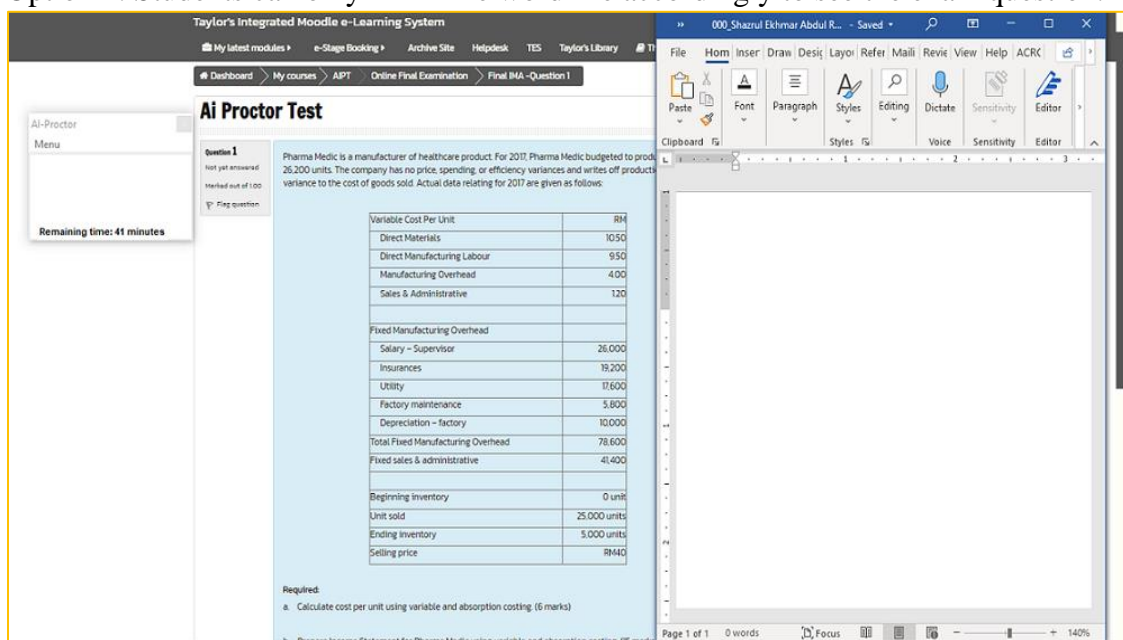 Taylor's Integrated Moodle e-Learning System
My latest modules e-Stage Booking Archive Site Helpdesk TES Taylor's Library
Dashboard My courses AIPT Online Final Examination Final IMA -Question 1
Ai Proctor Test
AI-Proctor
Menu
Remaining time: 41 minutes
Question 1
Not yet answered
Marked out of 1.00
Flag question
Pharma Medic is a manufacturer of healthcare product. For 2017, Pharma Medic budgeted to
26,200 units. The company has no price, spending, or efficiency variances and writes off
variance to the cost of goods sold. Actual data relating for 2017 are given as follows:
Variable Cost Per Unit RM
Direct Materials 10.50
Direct Manufacturing Labour 9.50
Manufacturing Overhead 4.00
Sales & Administrative 1.20
Fixed Manufacturing Overhead
Salary – Supervisor 26,000
Insurances 19,200
Utility 17,600
Factory maintenance 5,800
Depreciation – factory 10,000
Total Fixed Manufacturing Overhead 78,600
Fixed sales & administrative 41,400
Beginning inventory 0 unit
Unit sold 25,000 units
Ending inventory 5,000 units
Selling price RM40
Required:
a. Calculate cost per unit using variable and absorption costing. (6 marks)
000_Shazrul Ekhmar Abdul R... - Saved
File Hom Inser Draw Desig Layou Refer Maili Revie View Help ACRC
Paste Font Paragraph Styles Editing Dictate Sensitivity Editor
Clipboard Styles Voice Sensitivity Editor
1 2 3
Page 1 of 1 0 words Focus 140%